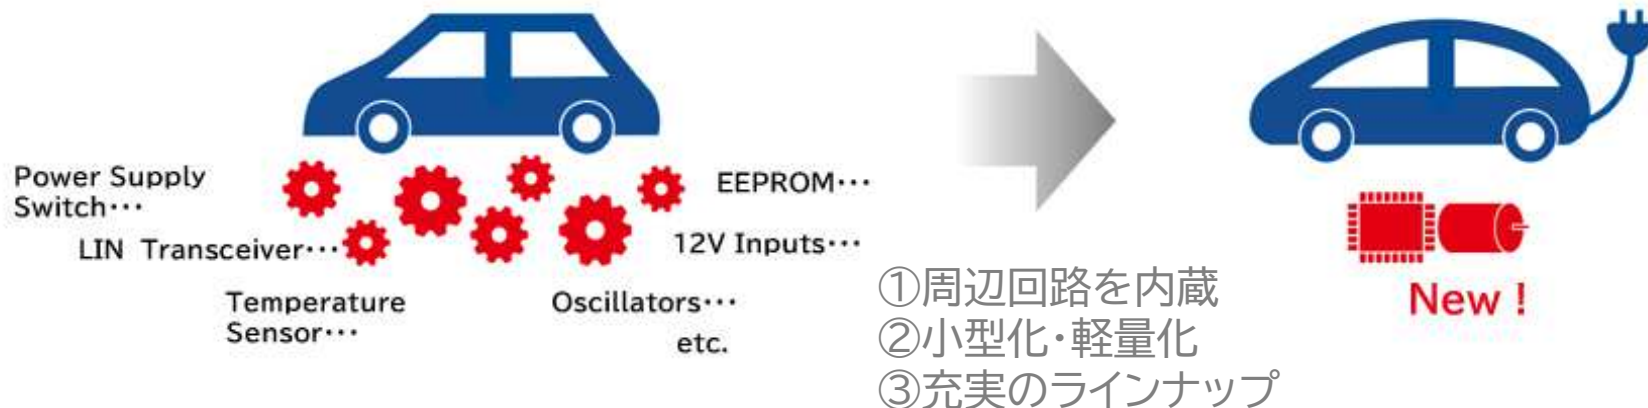 Power Supply
Switch･･･
LIN Transceiver･･･
Temperature
Sensor･･･
EEPROM･･･
12V Inputs･･･
Oscillators･･･
etc.
①周辺回路を内蔵
②小型化・軽量化
③充実のラインナップ
New !